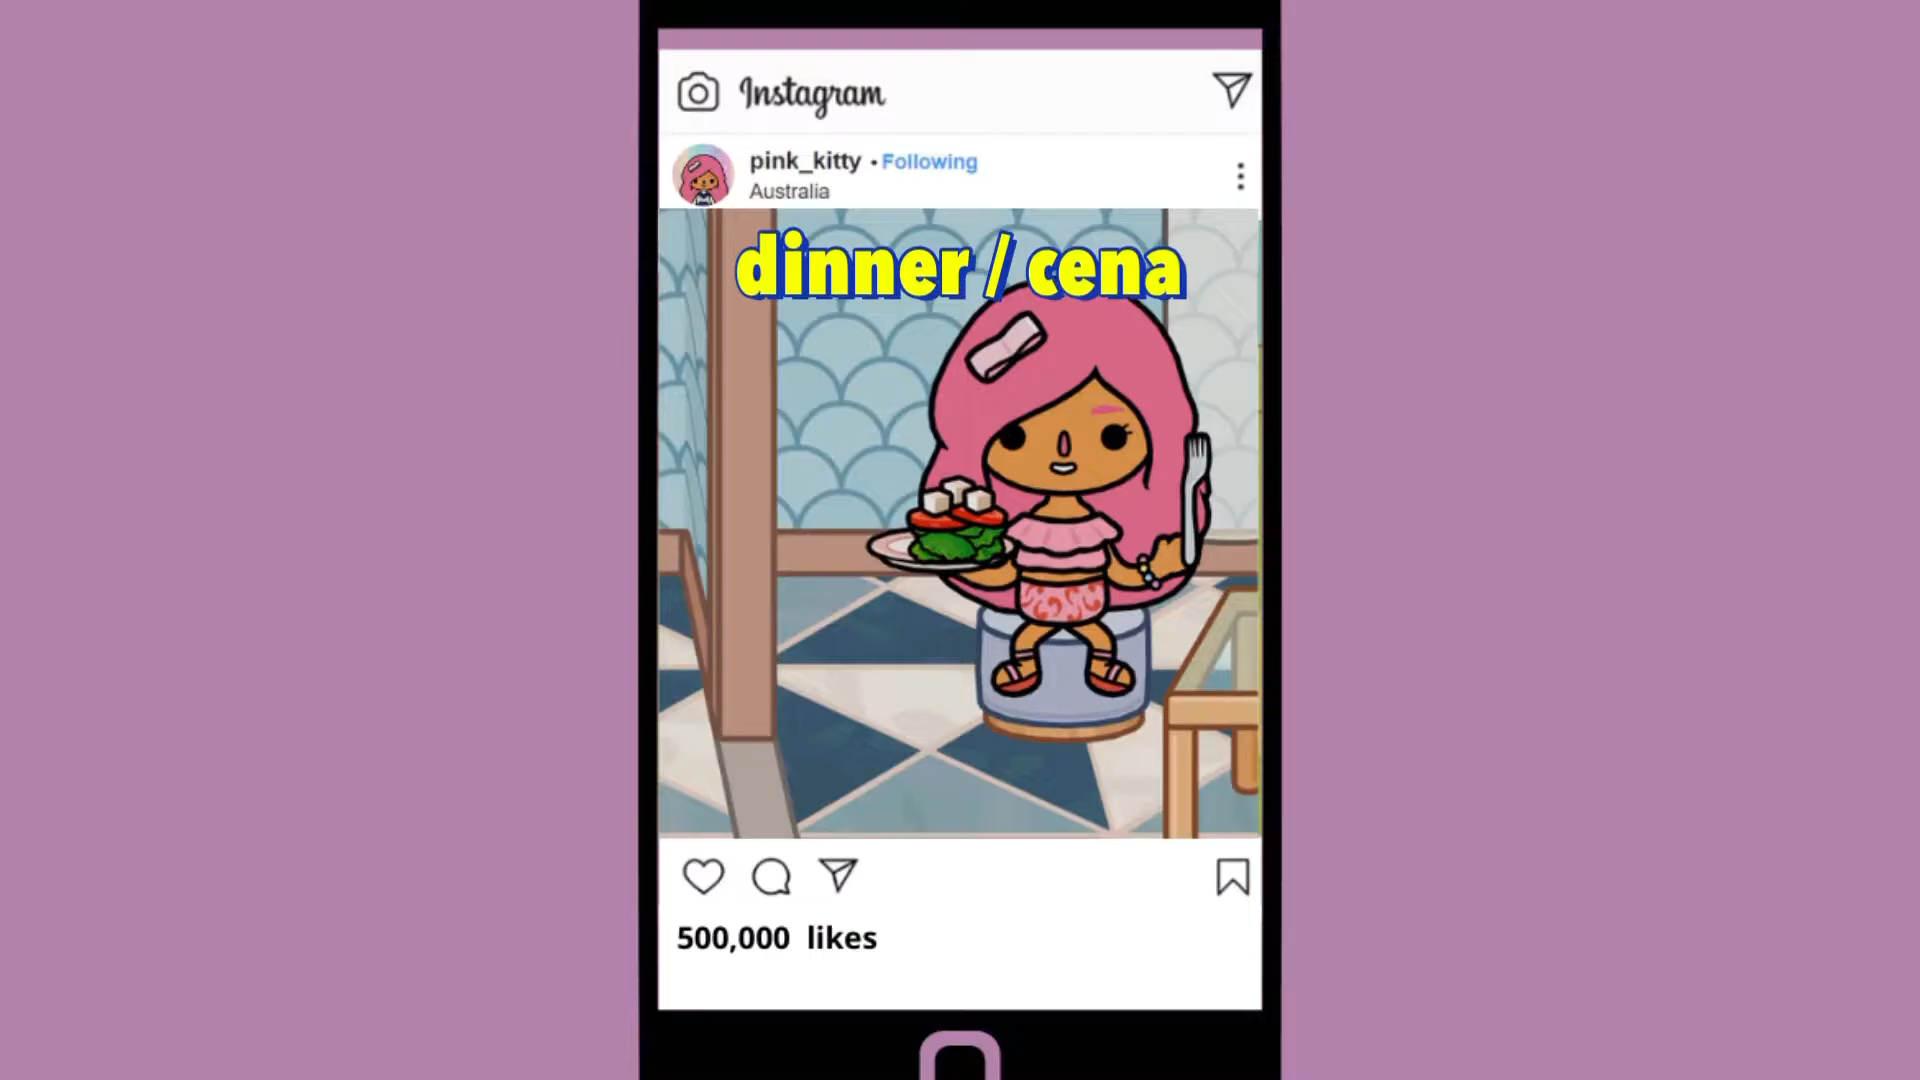 Instagram
pink_kitty • Following
Australia
dinner / cena
500,000 likes